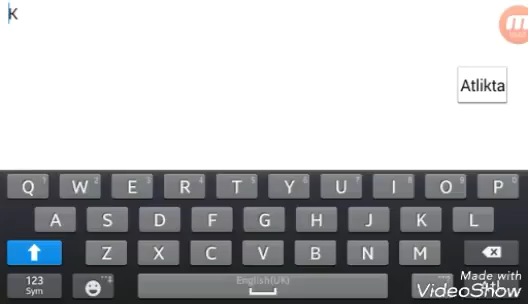 K
Atlikta
Q W E R T Y U I O P
A S D F G H J K L
Z X C V B N M
123
Sym
English(UK)
Made with
VideoShow